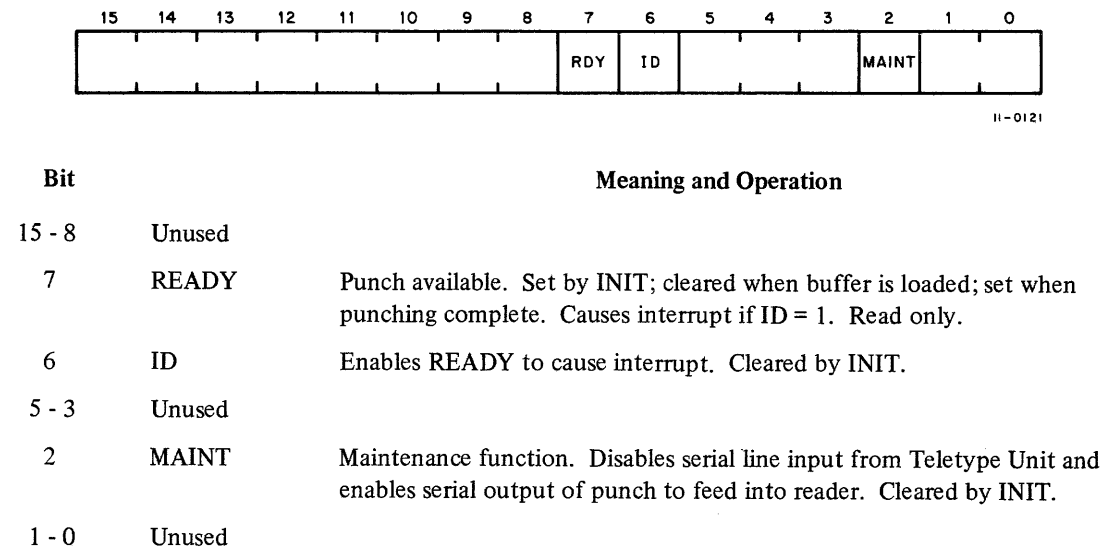 15 14 13 12 11 10 9 8 7 6 5 4 3 2 1 0
RDY ID MAINT
11-0121
Bit Meaning and Operation
15 - 8 Unused
7 READY Punch available. Set by INIT; cleared when buffer is loaded; set when
punching complete. Causes interrupt if ID = 1. Read only.
6 ID Enables READY to cause interrupt. Cleared by INIT.
5 - 3 Unused
2 MAINT Maintenance function. Disables serial line input from Teletype Unit and
enables serial output of punch to feed into reader. Cleared by INIT.
1 - 0 Unused